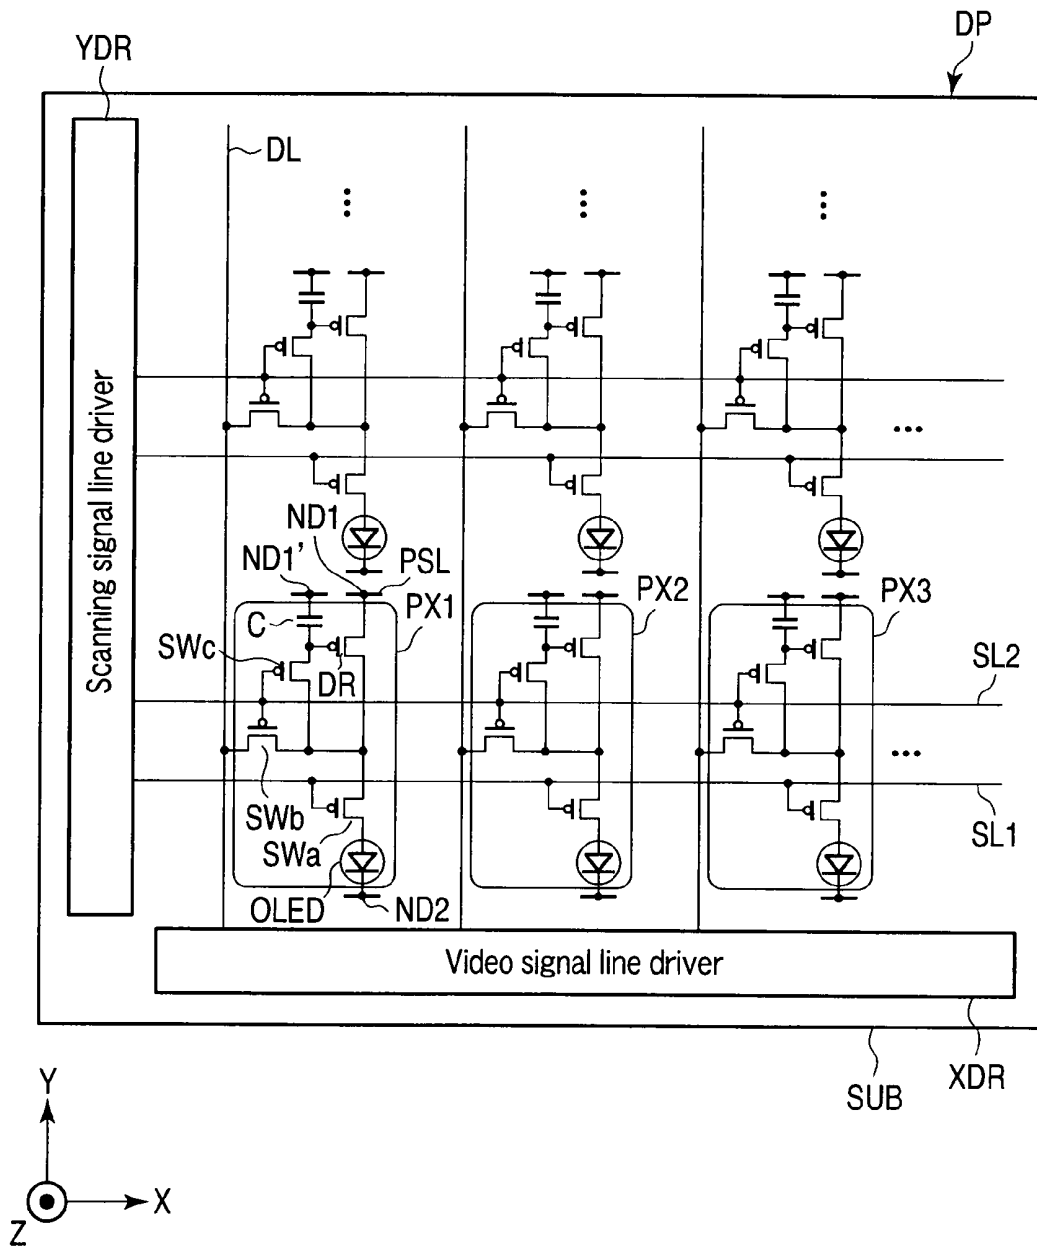 DP
YDR
DL
Scanning signal line driver
ND1
ND1'
PSL
PX1
PX2
PX3
C
SWc
DR
SL2
SWb
SWa
SL1
OLED
ND2
Video signal line driver
XDR
SUB
Y
X
Z